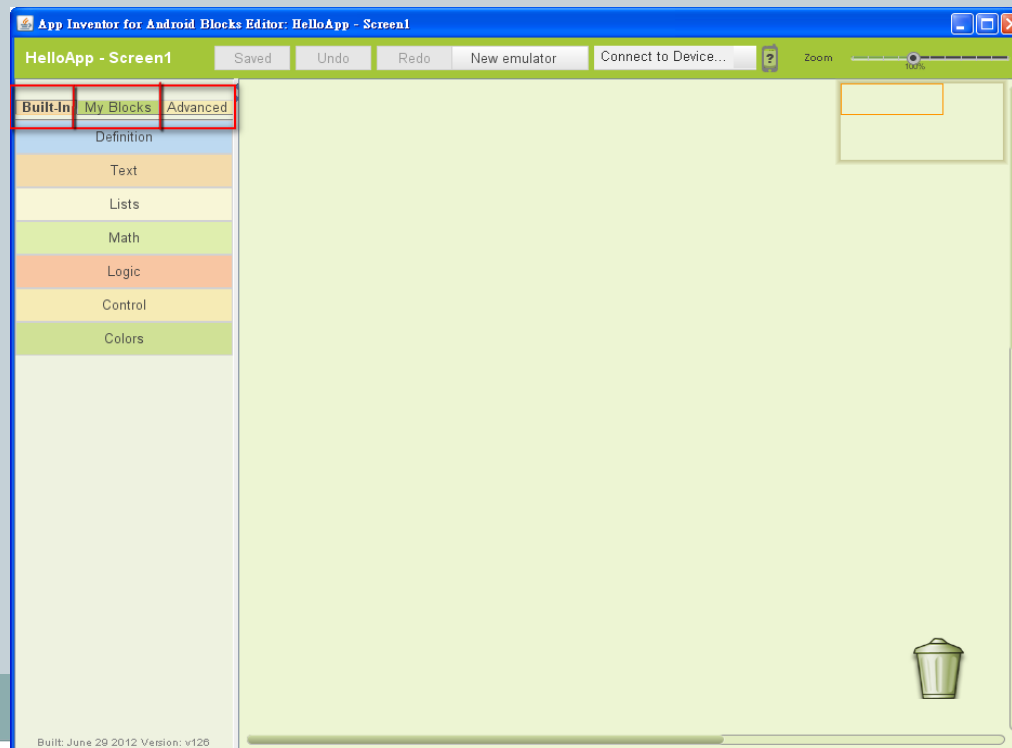 App Inventor for Android Blocks Editor: HelloApp - Screen1
HelloApp - Screen1 Saved Undo Redo New emulator Connect to Device... ? Zoom
100%
Built-In My Blocks Advanced
Definition
Text
Lists
Math
Logic
Control
Colors
Built: June 29 2012 Version: v126